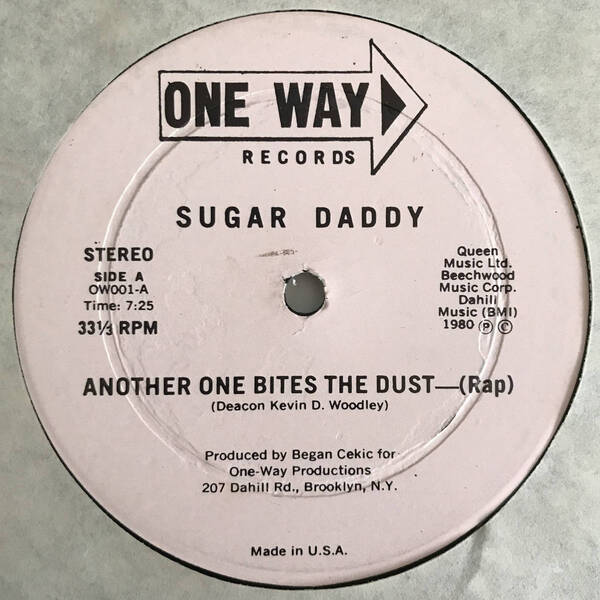 ONE WAY
RECORDS
SUGAR DADDY
STEREO
SIDE A
OW001-A
Time: 7:25
33⅓ RPM
Queen
Music Ltd.
Beechwood
Music Corp.
Dahill
Music (BMI)
1980 ℗ ©
ANOTHER ONE BITES THE DUST—(Rap)
(Deacon Kevin D. Woodley)
Produced by Began Cekic for
One-Way Productions
207 Dahill Rd., Brooklyn, N.Y.
Made in U.S.A.